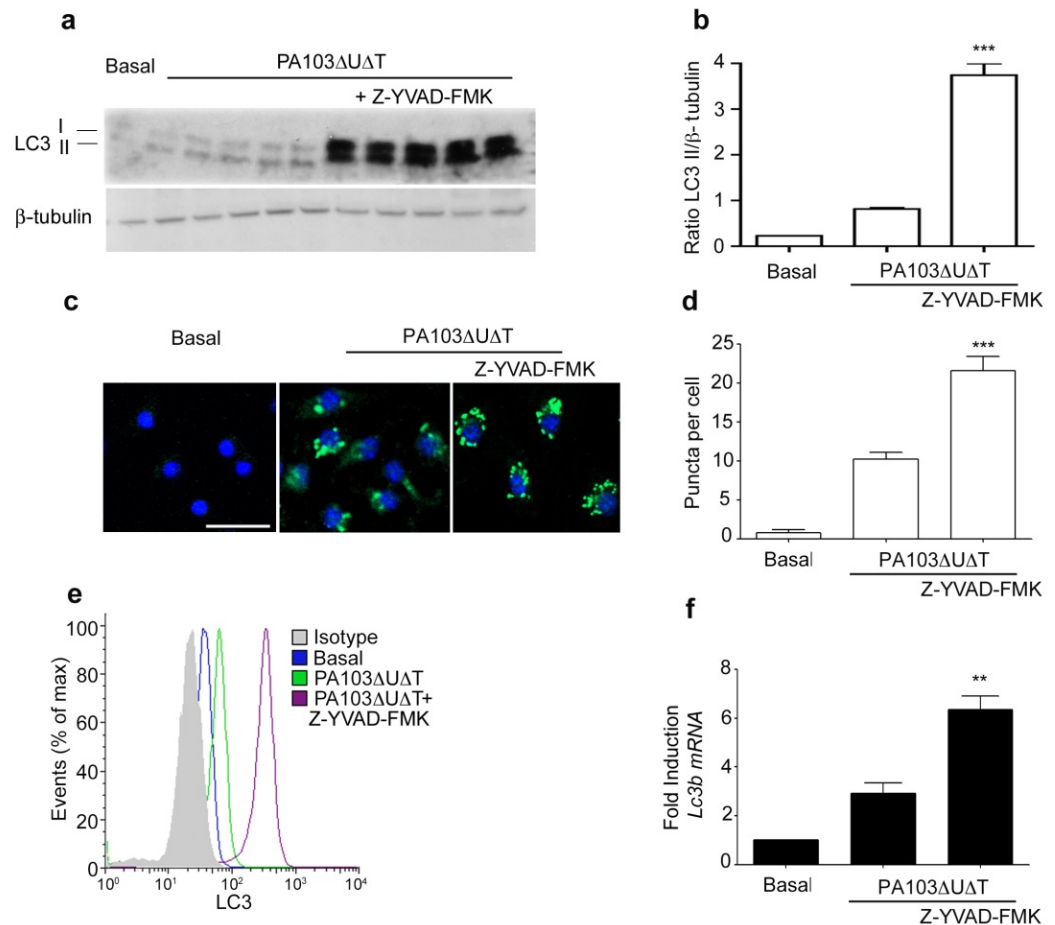 a
Basal PA103ΔUΔT
+ Z-YVAD-FMK
LC3 I
II
β-tubulin
b
Ratio LC3 II/β- tubulin
4
3
2
1
0
***
Basal PA103ΔUΔT
Z-YVAD-FMK
c
Basal PA103ΔUΔT
Z-YVAD-FMK
d
Puncta per cell
25
20
15
10
5
0
***
Basal PA103ΔUΔT
Z-YVAD-FMK
e
Events (% of max)
100
80
60
40
20
0
10⁰ 10¹ 10² 10³ 10⁴
LC3
Isotype
Basal
PA103ΔUΔT
PA103ΔUΔT+
Z-YVAD-FMK
f
Fold Induction
Lc3b mRNA
8
6
4
2
0
**
Basal PA103ΔUΔT
Z-YVAD-FMK